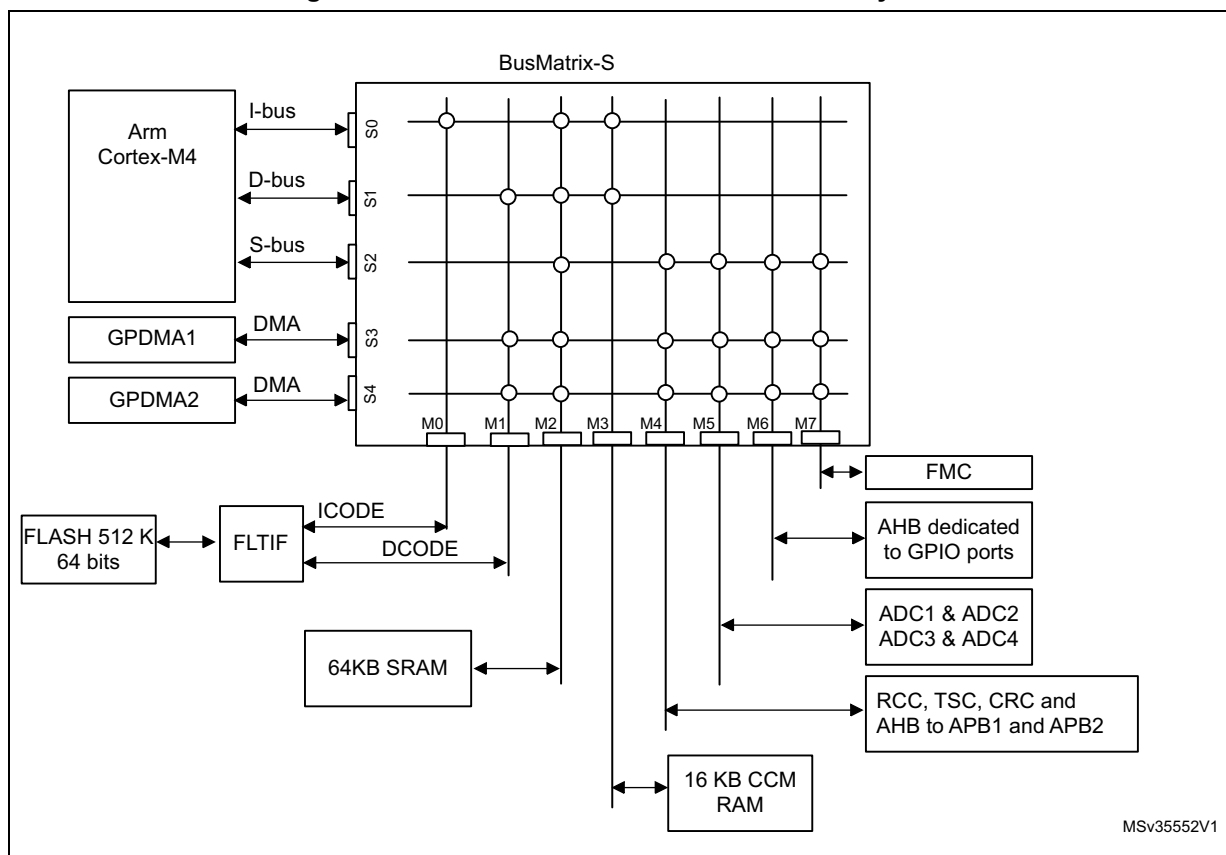 BusMatrix-S
Arm
Cortex-M4
I-bus
S0
D-bus
S1
S-bus
S2
GPDMA1
DMA
S3
GPDMA2
DMA
S4
M0
M1
M2
M3
M4
M5
M6
M7
FMC
ICODE
FLASH 512 K
64 bits
FLTIF
DCODE
AHB dedicated
to GPIO ports
ADC1 & ADC2
ADC3 & ADC4
64KB SRAM
RCC, TSC, CRC and
AHB to APB1 and APB2
16 KB CCM
RAM
MSv35552V1